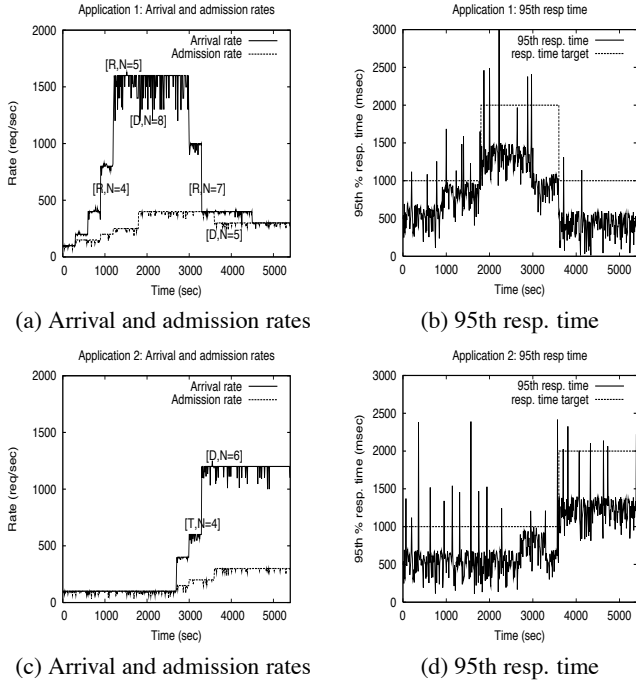 Application 1: Arrival and admission rates
2000
1500
1000
500
0
0 1000 2000 3000 4000 5000
Rate (req/sec)
Time (sec)
Arrival rate
Admission rate
[R,N=5]
[D,N=8]
[R,N=4]
[R,N=7]
[D,N=5]
(a) Arrival and admission rates
Application 1: 95th resp time
3000
2500
2000
1500
1000
500
0
0 1000 2000 3000 4000 5000
95th % resp. time (msec)
Time (sec)
95th resp. time
resp. time target
(b) 95th resp. time
Application 2: Arrival and admission rates
2000
1500
1000
500
0
0 1000 2000 3000 4000 5000
Rate (req/sec)
Time (sec)
Arrival rate
Admission rate
[D,N=6]
[T,N=4]
(c) Arrival and admission rates
Application 2: 95th resp time
3000
2500
2000
1500
1000
500
0
0 1000 2000 3000 4000 5000
95th % resp. time (msec)
Time (sec)
95th resp. time
resp. time target
(d) 95th resp. time